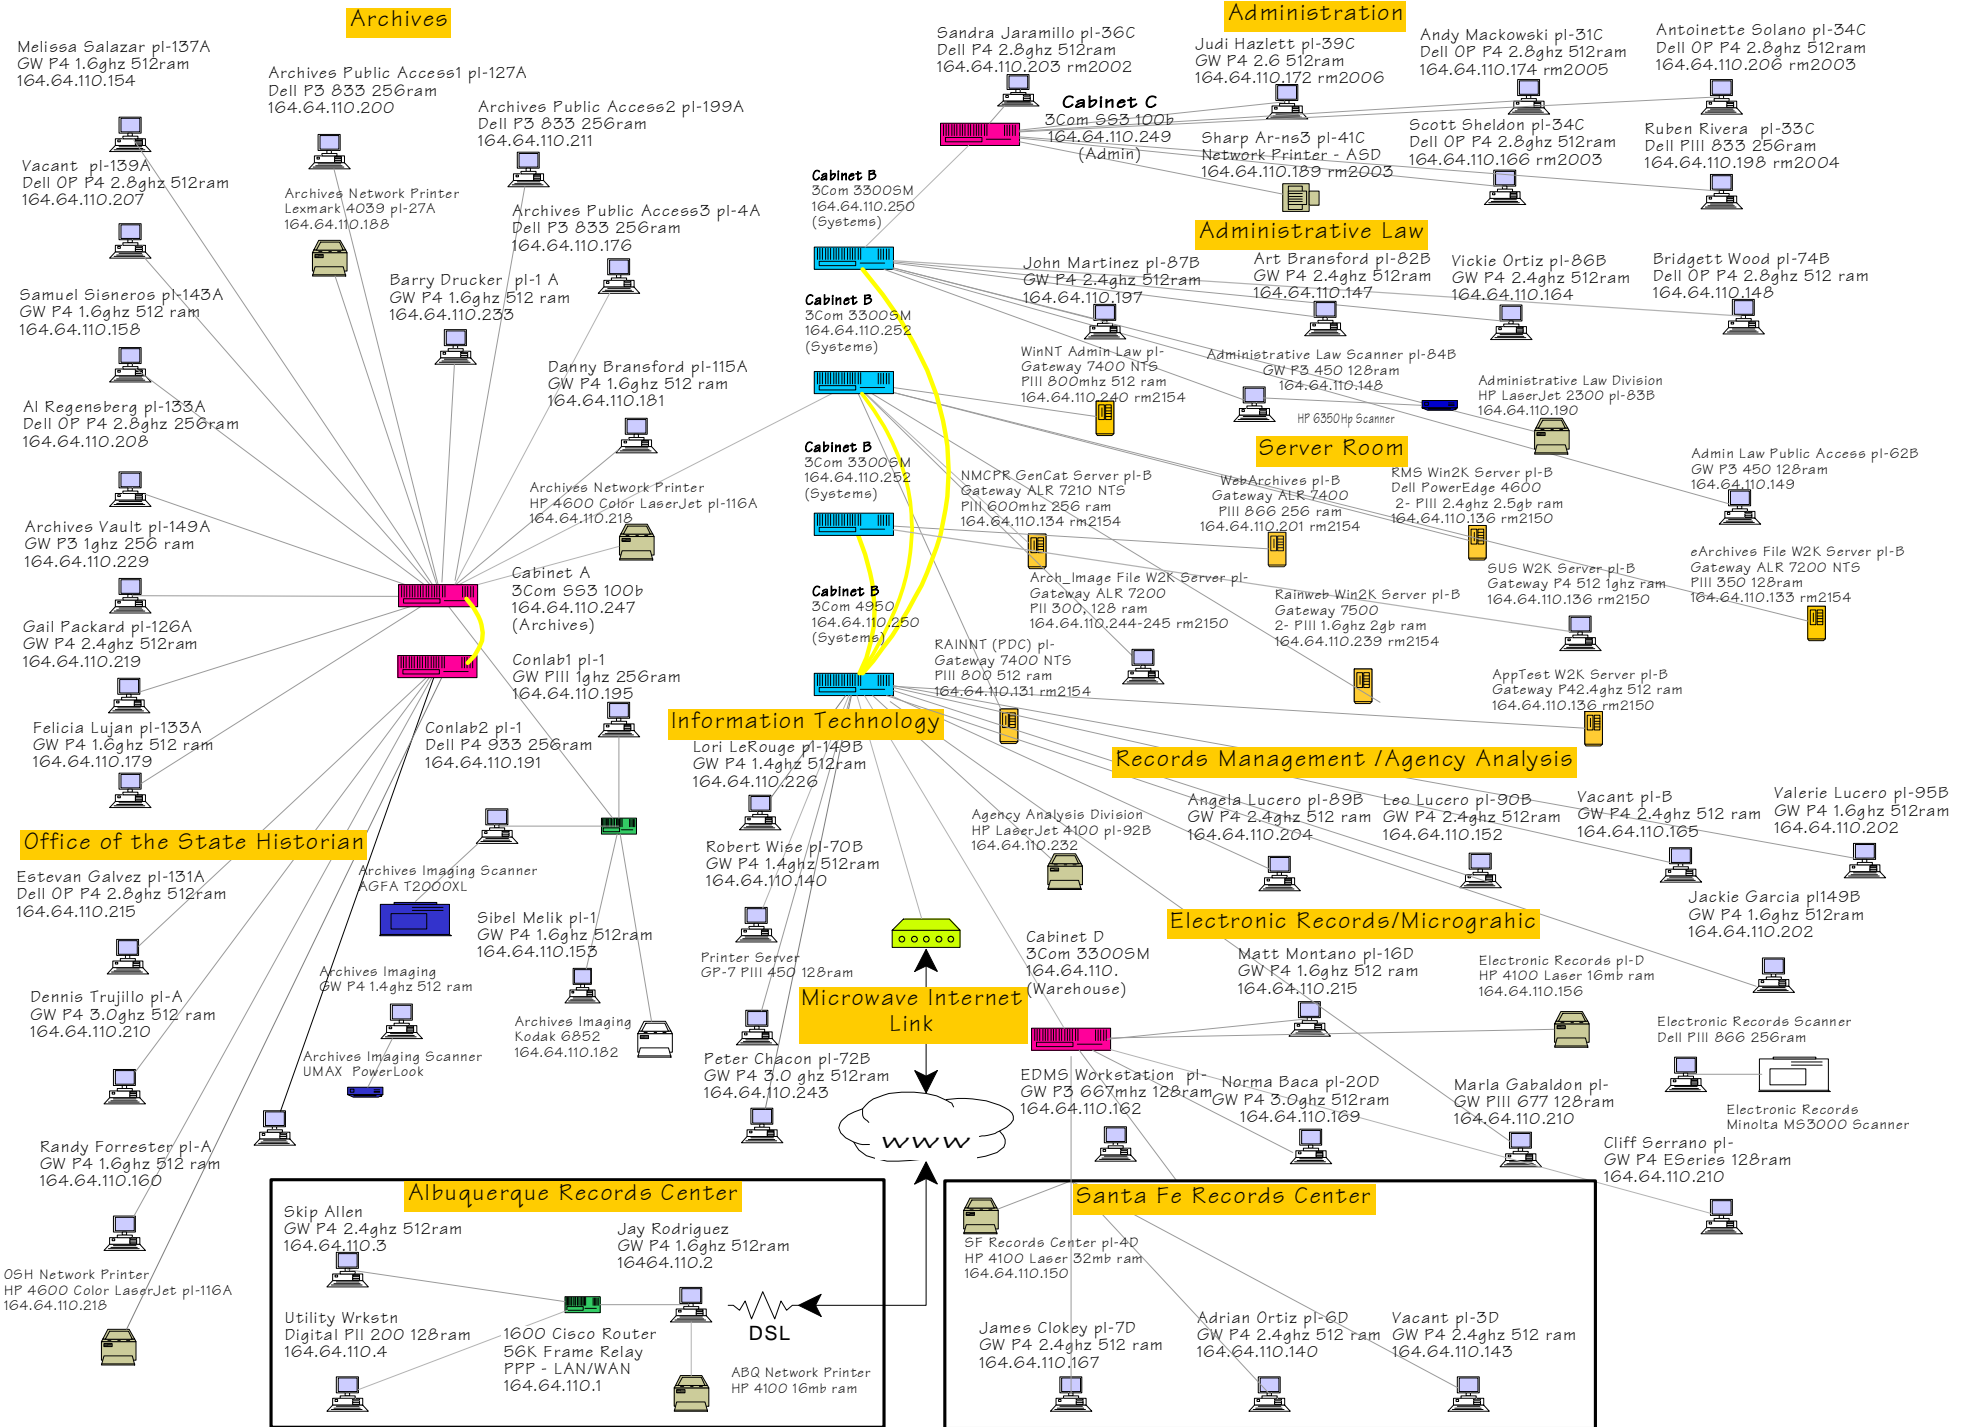 Archives
Melissa Salazar pl-137A
GW P4 1.6ghz 512ram
164.64.110.154
Archives Public Access1 pl-127A
Dell P3 833 256ram
164.64.110.200
Archives Public Access2 pl-199A
Dell P3 833 256ram
164.64.110.211
Vacant pl-139A
Dell OP P4 2.8ghz 512ram
164.64.110.207
Archives Network Printer
Lexmark 4039 pl-27A
164.64.110.188
Archives Public Access3 pl-4A
Dell P3 833 256ram
164.64.110.176
Barry Drucker pl-1 A
GW P4 1.6ghz 512 ram
164.64.110.233
Samuel Sisneros pl-143A
GW P4 1.6ghz 512 ram
164.64.110.158
Danny Bransford pl-115A
GW P4 1.6ghz 512 ram
164.64.110.181
Al Regensberg pl-133A
Dell OP P4 2.8ghz 256ram
164.64.110.208
Archives Network Printer
HP 4600 Color LaserJet pl-116A
164.64.110.218
Archives Vault pl-149A
GW P3 1ghz 256 ram
164.64.110.229
Cabinet A
3Com SS3 100b
164.64.110.247
(Archives)
Gail Packard pl-126A
GW P4 2.4ghz 512ram
164.64.110.219
Conlab1 pl-1
GW PIII 1ghz 256ram
164.64.110.195
Felicia Lujan pl-133A
GW P4 1.6ghz 512 ram
164.64.110.179
Conlab2 pl-1
Dell P4 933 256ram
164.64.110.191
Archives Imaging Scanner
AGFA T2000XL
Sibel Melik pl-1
GW P4 1.6ghz 512ram
164.64.110.153
Archives Imaging
GW P4 1.4ghz 512 ram
Archives Imaging
Kodak 6852
164.64.110.182
Archives Imaging Scanner
UMAX PowerLook
Office of the State Historian
Estevan Galvez pl-131A
Dell OP P4 2.8ghz 512ram
164.64.110.215
Dennis Trujillo pl-A
GW P4 3.0ghz 512 ram
164.64.110.210
Randy Forrester pl-A
GW P4 1.6ghz 512 ram
164.64.110.160
OSH Network Printer
HP 4600 Color LaserJet pl-116A
164.64.110.218
Administration
Sandra Jaramillo pl-36C
Dell P4 2.8ghz 512ram
164.64.110.203 rm2002
Judi Hazlett pl-39C
GW P4 2.6 512ram
164.64.110.172 rm2006
Andy Mackowski pl-31C
Dell OP P4 2.8ghz 512ram
164.64.110.174 rm2005
Antoinette Solano pl-34C
Dell OP P4 2.8ghz 512ram
164.64.110.206 rm2003
Cabinet C
3Com SS3 100b
164.64.110.249
(Admin)
Sharp Ar-ns3 pl-41C
Network Printer - ASD
164.64.110.189 rm2003
Scott Sheldon pl-34C
Dell OP P4 2.8ghz 512ram
164.64.110.166 rm2003
Ruben Rivera pl-33C
Dell PIII 833 256ram
164.64.110.198 rm2004
Cabinet B
3Com 3300SM
164.64.110.250
(Systems)
Cabinet B
3Com 3300SM
164.64.110.252
(Systems)
Cabinet B
3Com 3300SM
164.64.110.252
(Systems)
Cabinet B
3Com 4950
164.64.110.250
(Systems)
Administrative Law
John Martinez pl-87B
GW P4 2.4ghz 512ram
164.64.110.197
Art Bransford pl-82B
GW P4 2.4ghz 512ram
164.64.110.147
Vickie Ortiz pl-86B
GW P4 2.4ghz 512ram
164.64.110.164
Bridgett Wood pl-74B
Dell OP P4 2.8ghz 512 ram
164.64.110.148
WinNT Admin Law pl-
Gateway 7400 NTS
PIII 800mhz 512 ram
164.64.110.240 rm2154
Administrative Law Scanner pl-84B
GW P3 450 128ram
164.64.110.148
HP 6350Hp Scanner
Administrative Law Division
HP LaserJet 2300 pl-83B
164.64.110.190
Admin Law Public Access pl-62B
GW P3 450 128ram
164.64.110.149
Server Room
NMCPR GenCat Server pl-B
Gateway ALR 7210 NTS
PIII 600mhz 256 ram
164.64.110.134 rm2154
WebArchives pl-B
Gateway ALR 7400
PIII 866 256 ram
164.64.110.201 rm2154
RMS Win2K Server pl-B
Dell PowerEdge 4600
2- PIII 2.4ghz 2.5gb ram
164.64.110.136 rm2150
Arch_Image File W2K Server pl-
Gateway ALR 7200
PII 300, 128 ram
164.64.110.244-245 rm2150
Rainweb Win2K Server pl-B
Gateway 7500
2- PIII 1.6ghz 2gb ram
164.64.110.239 rm2154
SUS W2K Server pl-B
Gateway P4 512 1ghz ram
164.64.110.136 rm2150
eArchives File W2K Server pl-B
Gateway ALR 7200 NTS
PIII 350 128ram
164.64.110.133 rm2154
RAINNT (PDC) pl-
Gateway 7400 NTS
PIII 800 512 ram
164.64.110.131 rm2154
AppTest W2K Server pl-B
Gateway P42.4ghz 512 ram
164.64.110.136 rm2150
Information Technology
Lori LeRouge pl-149B
GW P4 1.4ghz 512ram
164.64.110.226
Robert Wise pl-70B
GW P4 1.4ghz 512ram
164.64.110.140
Printer Server
GP-7 PIII 450 128ram
Peter Chacon pl-72B
GW P4 3.0 ghz 512ram
164.64.110.243
Microwave Internet
Link
www
Records Management /Agency Analysis
Agency Analysis Division
HP LaserJet 4100 pl-92B
164.64.110.232
Angela Lucero pl-89B
GW P4 2.4ghz 512 ram
164.64.110.204
Leo Lucero pl-90B
GW P4 2.4ghz 512ram
164.64.110.152
Vacant pl-B
GW P4 2.4ghz 512 ram
164.64.110.165
Valerie Lucero pl-95B
GW P4 1.6ghz 512ram
164.64.110.202
Jackie Garcia pl149B
GW P4 1.6ghz 512ram
164.64.110.202
Electronic Records/Micrograhic
Cabinet D
3Com 3300SM
164.64.110.
(Warehouse)
Matt Montano pl-16D
GW P4 1.6ghz 512 ram
164.64.110.215
Electronic Records pl-D
HP 4100 Laser 16mb ram
164.64.110.156
Electronic Records Scanner
Dell PIII 866 256ram
Electronic Records
Minolta MS3000 Scanner
EDMS Workstation pl-
GW P3 667mhz 128ram
164.64.110.162
Norma Baca pl-20D
GW P4 3.0ghz 512ram
164.64.110.169
Marla Gabaldon pl-
GW PIII 677 128ram
164.64.110.210
Cliff Serrano pl-
GW P4 ESeries 128ram
164.64.110.210
Albuquerque Records Center
Skip Allen
GW P4 2.4ghz 512ram
164.64.110.3
Jay Rodriguez
GW P4 1.6ghz 512ram
16464.110.2
Utility Wrkstn
Digital PII 200 128ram
164.64.110.4
1600 Cisco Router
56K Frame Relay
PPP - LAN/WAN
164.64.110.1
DSL
ABQ Network Printer
HP 4100 16mb ram
Santa Fe Records Center
SF Records Center pl-4D
HP 4100 Laser 32mb ram
164.64.110.150
James Clokey pl-7D
GW P4 2.4ghz 512 ram
164.64.110.167
Adrian Ortiz pl-6D
GW P4 2.4ghz 512 ram
164.64.110.140
Vacant pl-3D
GW P4 2.4ghz 512 ram
164.64.110.143